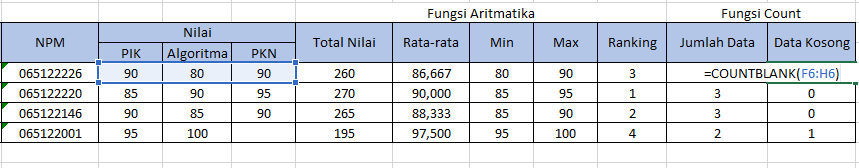 Fungsi Aritmatika Fungsi Count
NPM Nilai Total Nilai Rata-rata Min Max Ranking Jumlah Data Data Kosong
PIK Algoritma PKN
065122226 90 80 90 260 86,667 80 90 3 =COUNTBLANK(F6:H6)
065122220 85 90 95 270 90,000 85 95 1 3 0
065122146 90 85 90 265 88,333 85 90 2 3 0
065122001 95 100 195 97,500 95 100 4 2 1